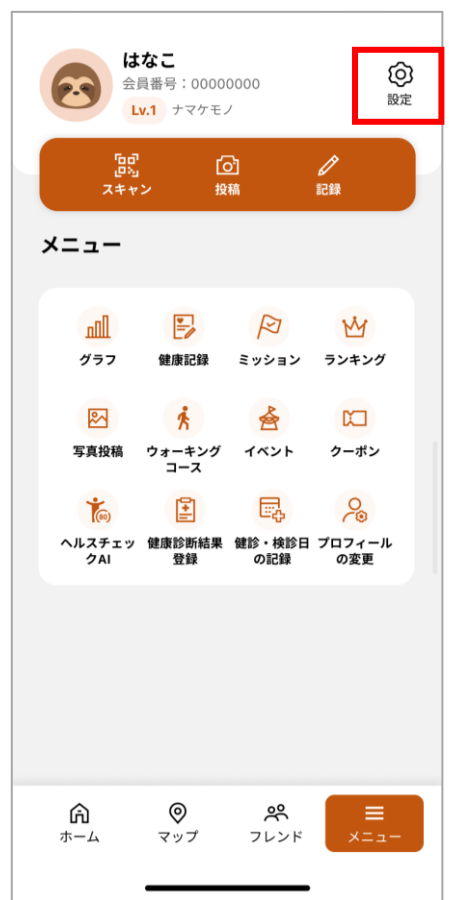 はなこ
会員番号：00000000
Lv.1 ナマケモノ
設定
スキャン 投稿 記録
メニュー
グラフ 健康記録 ミッション ランキング
写真投稿 ウォーキング イベント クーポン
コース
ヘルスチェッ 健康診断結果 健診・検診日 プロフィール
クAI 登録 の記録 の変更
ホーム マップ フレンド メニュー